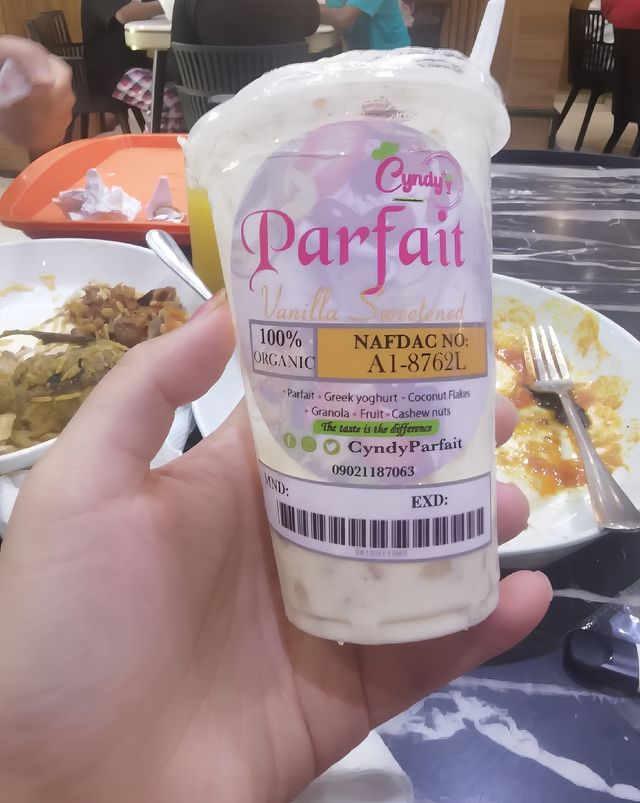 Cyndy's
Parfait
Vanilla Sweetened
100%
ORGANIC
NAFDAC NO:
A1-8762L
• Parfait • Greek yoghurt • Coconut Flakes
• Granola • Fruit • Cashew nuts
The taste is the difference
CyndyParfait
09021187063
MND:
EXD: